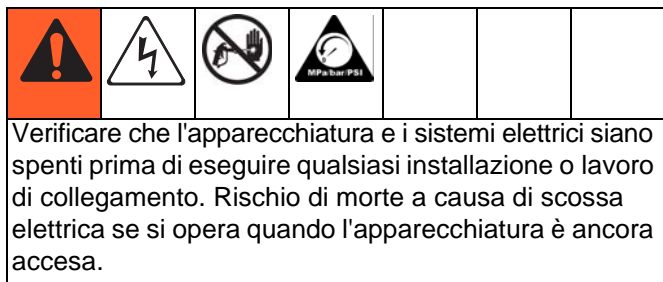 MPa/bar/PSI
Verificare che l'apparecchiatura e i sistemi elettrici siano
spenti prima di eseguire qualsiasi installazione o lavoro
di collegamento. Rischio di morte a causa di scossa
elettrica se si opera quando l'apparecchiatura è ancora
accesa.